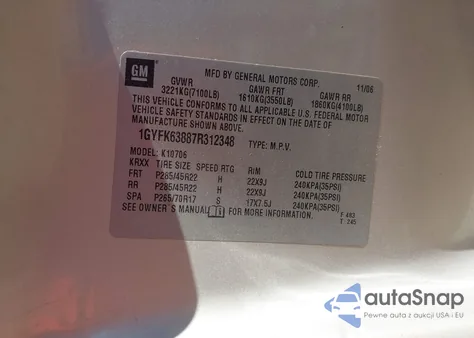 GM
MFD BY GENERAL MOTORS CORP. 11/06
GVWR GAWR FRT GAWR RR
3221KG(7100LB) 1610KG(3550LB) 1860KG(4100LB)
THIS VEHICLE CONFORMS TO ALL APPLICABLE U.S. FEDERAL MOTOR
VEHICLE SAFETY STANDARDS IN EFFECT ON THE DATE OF
MANUFACTURE SHOWN ABOVE.
1GYFK63887R312348 TYPE: M.P.V.
MODEL: K10706
KRXX TIRE SIZE SPEED RTG RIM COLD TIRE PRESSURE
FRT P285/45R22 H 22X9J 240KPA(35PSI)
RR P285/45R22 H 22X9J 240KPA(35PSI)
SPA P265/70R17 S 17X7.5J 240KPA(35PSI)
SEE OWNER'S MANUAL FOR MORE INFORMATION. F 493
T 245
autoSnap
Pewne auta z aukcji USA i EU